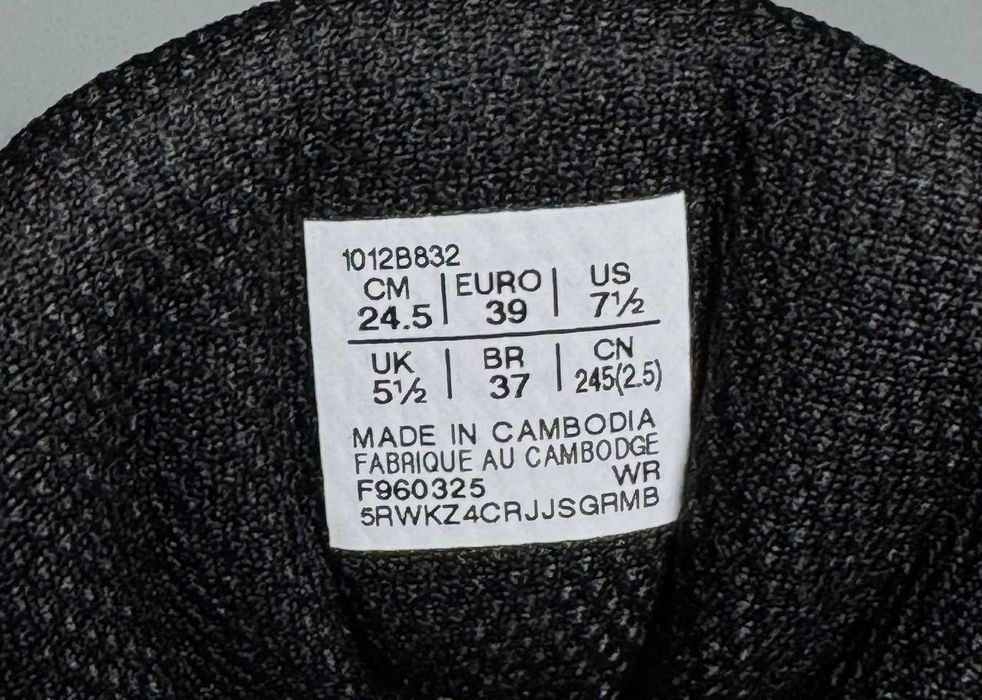 1012B832
CM | EURO | US
24.5 | 39 | 7½
UK | BR | CN
5½ | 37 | 245(2.5)
MADE IN CAMBODIA
FABRIQUE AU CAMBODGE
F960325 WR
5RWKZ4CRJJSGRMB